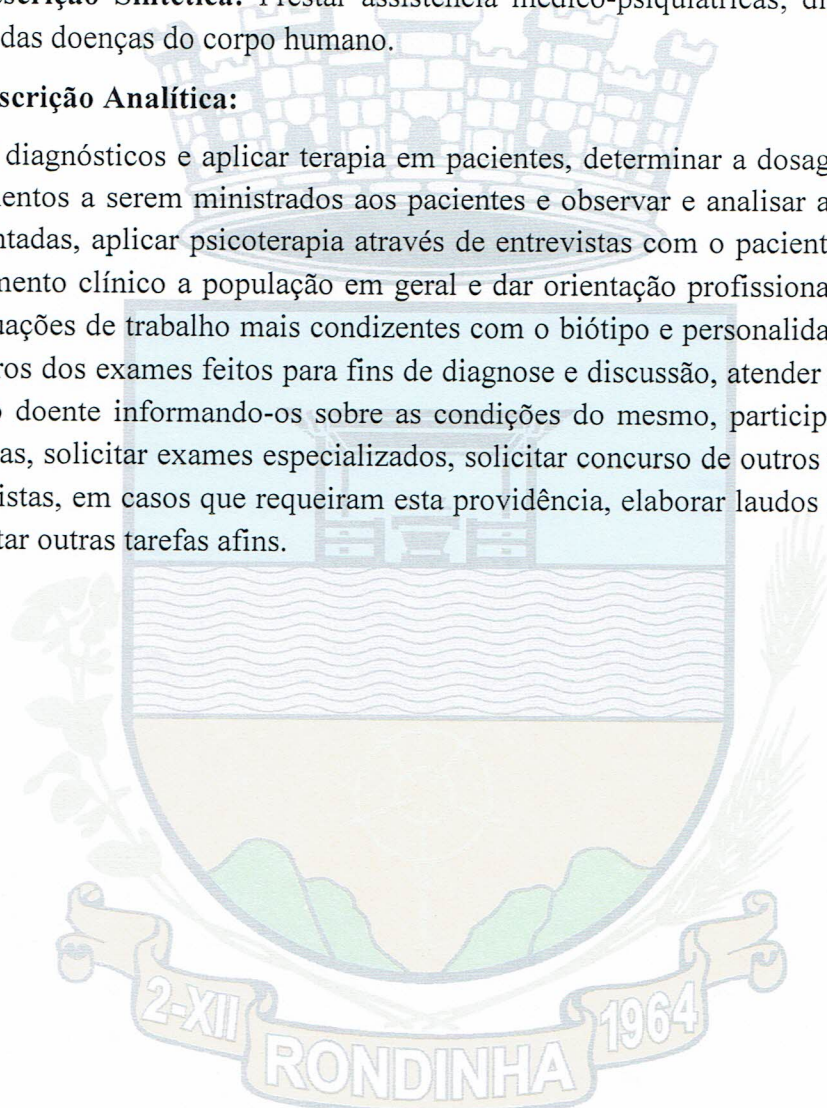 scrição Sintética: Prestar assistência médico-psiquiátricas, di
das doenças do corpo humano.
scrição Analítica:
diagnósticos e aplicar terapia em pacientes, determinar a dosag
entos a serem ministrados aos pacientes e observar e analisar a
ntadas, aplicar psicoterapia através de entrevistas com o pacient
mento clínico a população em geral e dar orientação profissiona
uações de trabalho mais condizentes com o biótipo e personalida
ros dos exames feitos para fins de diagnose e discussão, atender
o doente informando-os sobre as condições do mesmo, particip
as, solicitar exames especializados, solicitar concurso de outros
istas, em casos que requeiram esta providência, elaborar laudos
tar outras tarefas afins.
2-XII
RONDINHA
1964